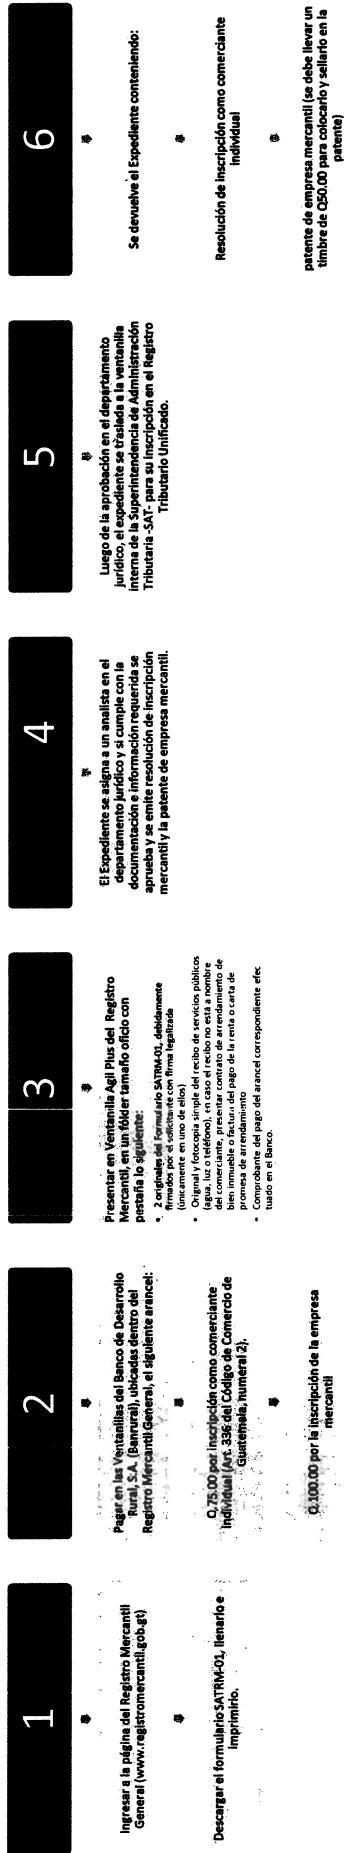 1
Ingresar a la página del Registro Mercantil
General (www.registromercantil.gob.gt)
Descargar el formulario SATRM-01, llenarlo e
imprimirlo.
2
Pagar en las Ventanillas del Banco de Desarrollo
Rural, S.A. (Banrural), ubicadas dentro del
Registro Mercantil General, el siguiente arancel:
Q.75.00 por inscripción como comerciante
individual (Art. 336 del Código de Comercio de
Guatemala, numeral 2).
Q.100.00 por la inscripción de la empresa
mercantil
3
Presentar en Ventanilla Agil Plus del Registro
Mercantil, en un fólder tamaño oficio con
pestaña lo siguiente:
• 2 originales del Formulario SATRM-01, debidamente
firmados por el solicitante con firma legalizada
(únicamente en uno de ellos)
• Original y fotocopia simple del recibo de servicios públicos
(agua, luz o teléfono), en caso el recibo no está a nombre
del comerciante, presentar contrato de arrendamiento de
bien inmueble o factura del pago de la renta o carta de
promesa de arrendamiento
• Comprobante del pago del arancel correspondiente efec
tuado en el Banco.
4
El Expediente se asigna a un analista en el
departamento jurídico y si cumple con la
documentación e información requerida se
aprueba y se emite resolución de inscripción
mercantil y la patente de empresa mercantil.
5
Luego de la aprobación en el departamento
jurídico, el expediente se traslada a la ventanilla
interna de la Superintendencia de Administración
Tributaria -SAT- para su inscripción en el Registro
Tributario Unificado.
6
Se devuelve el Expediente conteniendo:
Resolución de inscripción como comerciante
individual
patente de empresa mercantil (se debe llevar un
timbre de Q50.00 para colocarlo y sellarlo en la
patente)